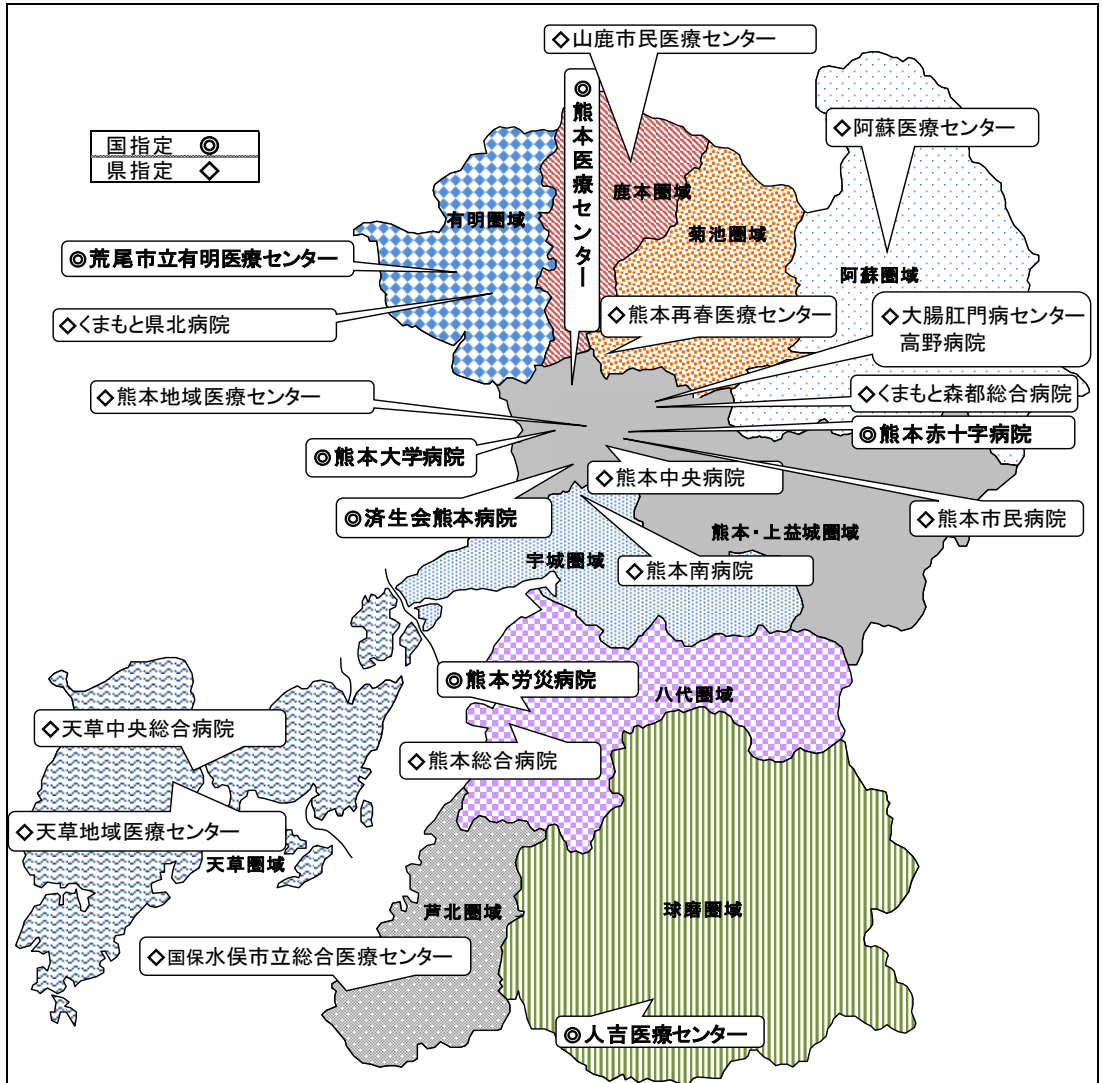 ◇山鹿市民医療センター
◎熊本医療センター
◇阿蘇医療センター
国指定 ◎
県指定 ◇
鹿本圏域
有明圏域
菊池圏域
◎荒尾市立有明医療センター
阿蘇圏域
◇くまもと県北病院
◇熊本再春医療センター
◇大腸肛門病センター
高野病院
◇熊本地域医療センター
◇くまもと森都総合病院
◎熊本赤十字病院
◎熊本大学病院
◇熊本中央病院
◎済生会熊本病院
◇熊本市民病院
熊本・上益城圏域
宇城圏域
◇熊本南病院
◎熊本労災病院
八代圏域
◇天草中央総合病院
◇熊本総合病院
◇天草地域医療センター
天草圏域
芦北圏域
球磨圏域
◇国保水俣市立総合医療センター
◎人吉医療センター